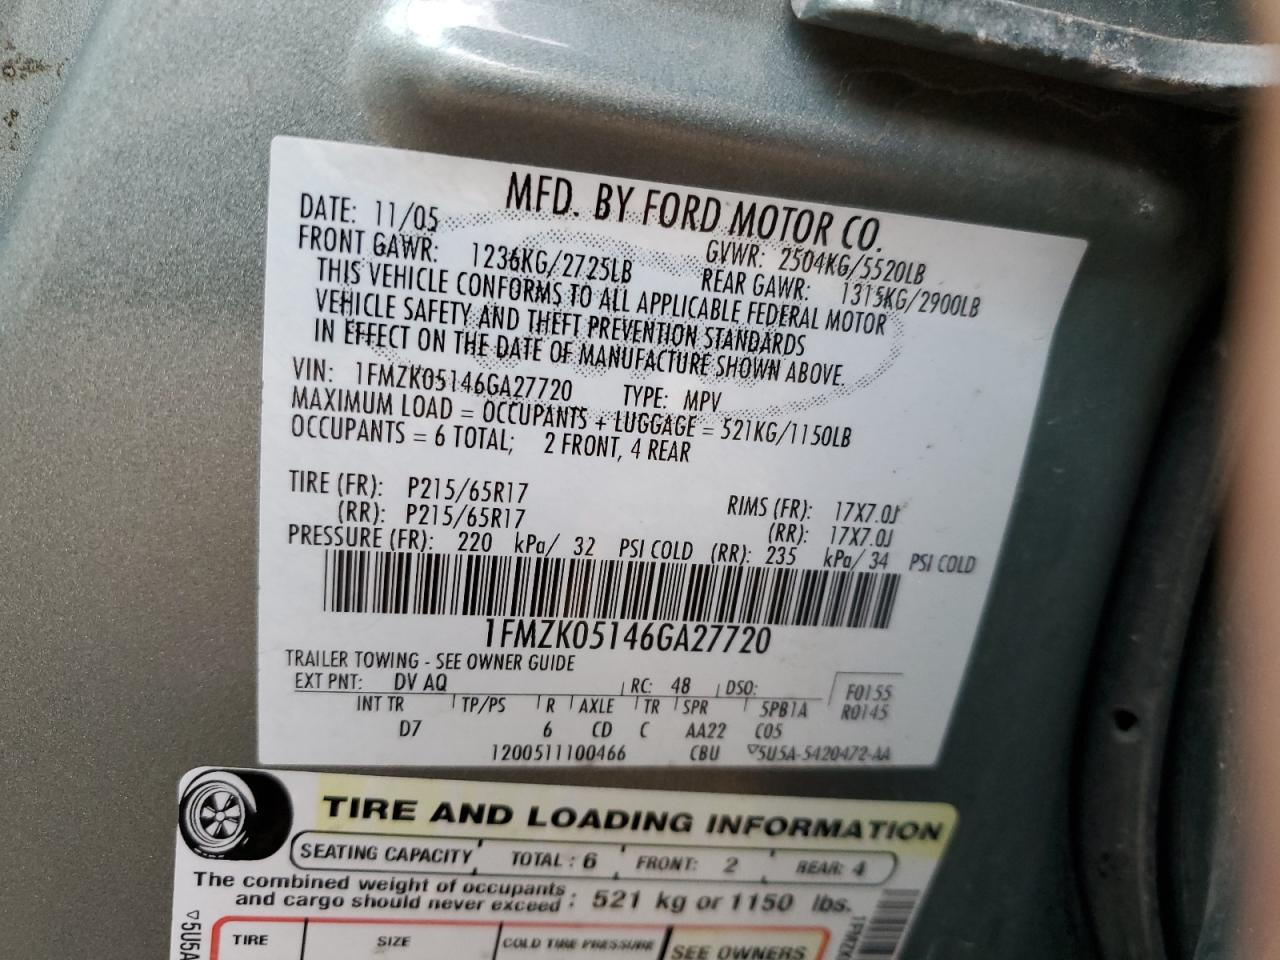 MFD. BY FORD MOTOR CO.
DATE: 11/05 GVWR: 2504KG/5520LB
FRONT GAWR: 1236KG/2725LB REAR GAWR: 1315KG/2900LB
THIS VEHICLE CONFORMS TO ALL APPLICABLE FEDERAL MOTOR
VEHICLE SAFETY AND THEFT PREVENTION STANDARDS
IN EFFECT ON THE DATE OF MANUFACTURE SHOWN ABOVE.
VIN: 1FMZK05146GA27720 TYPE: MPV
MAXIMUM LOAD = OCCUPANTS + LUGGAGE = 521KG/1150LB
OCCUPANTS = 6 TOTAL; 2 FRONT, 4 REAR
TIRE (FR): P215/65R17 RIMS (FR): 17X7.0J
(RR): P215/65R17 (RR): 17X7.0J
PRESSURE (FR): 220 kPa/ 32 PSI COLD (RR): 235 kPa/ 34 PSI COLD
1FMZK05146GA27720
TRAILER TOWING - SEE OWNER GUIDE
EXT PNT: DV AQ RC: 48 DSO: F0155
INT TR TP/PS R AXLE TR SPR 5PB1A R0145
D7 6 CD C AA22 C05
1200511100466 CBU ▽5U5A-5420472-AA
TIRE AND LOADING INFORMATION
SEATING CAPACITY TOTAL : 6 FRONT: 2 REAR: 4
The combined weight of occupants
and cargo should never exceed : 521 kg or 1150 lbs.
TIRE SIZE COLD TIRE PRESSURE SEE OWNERS
▽5U5A